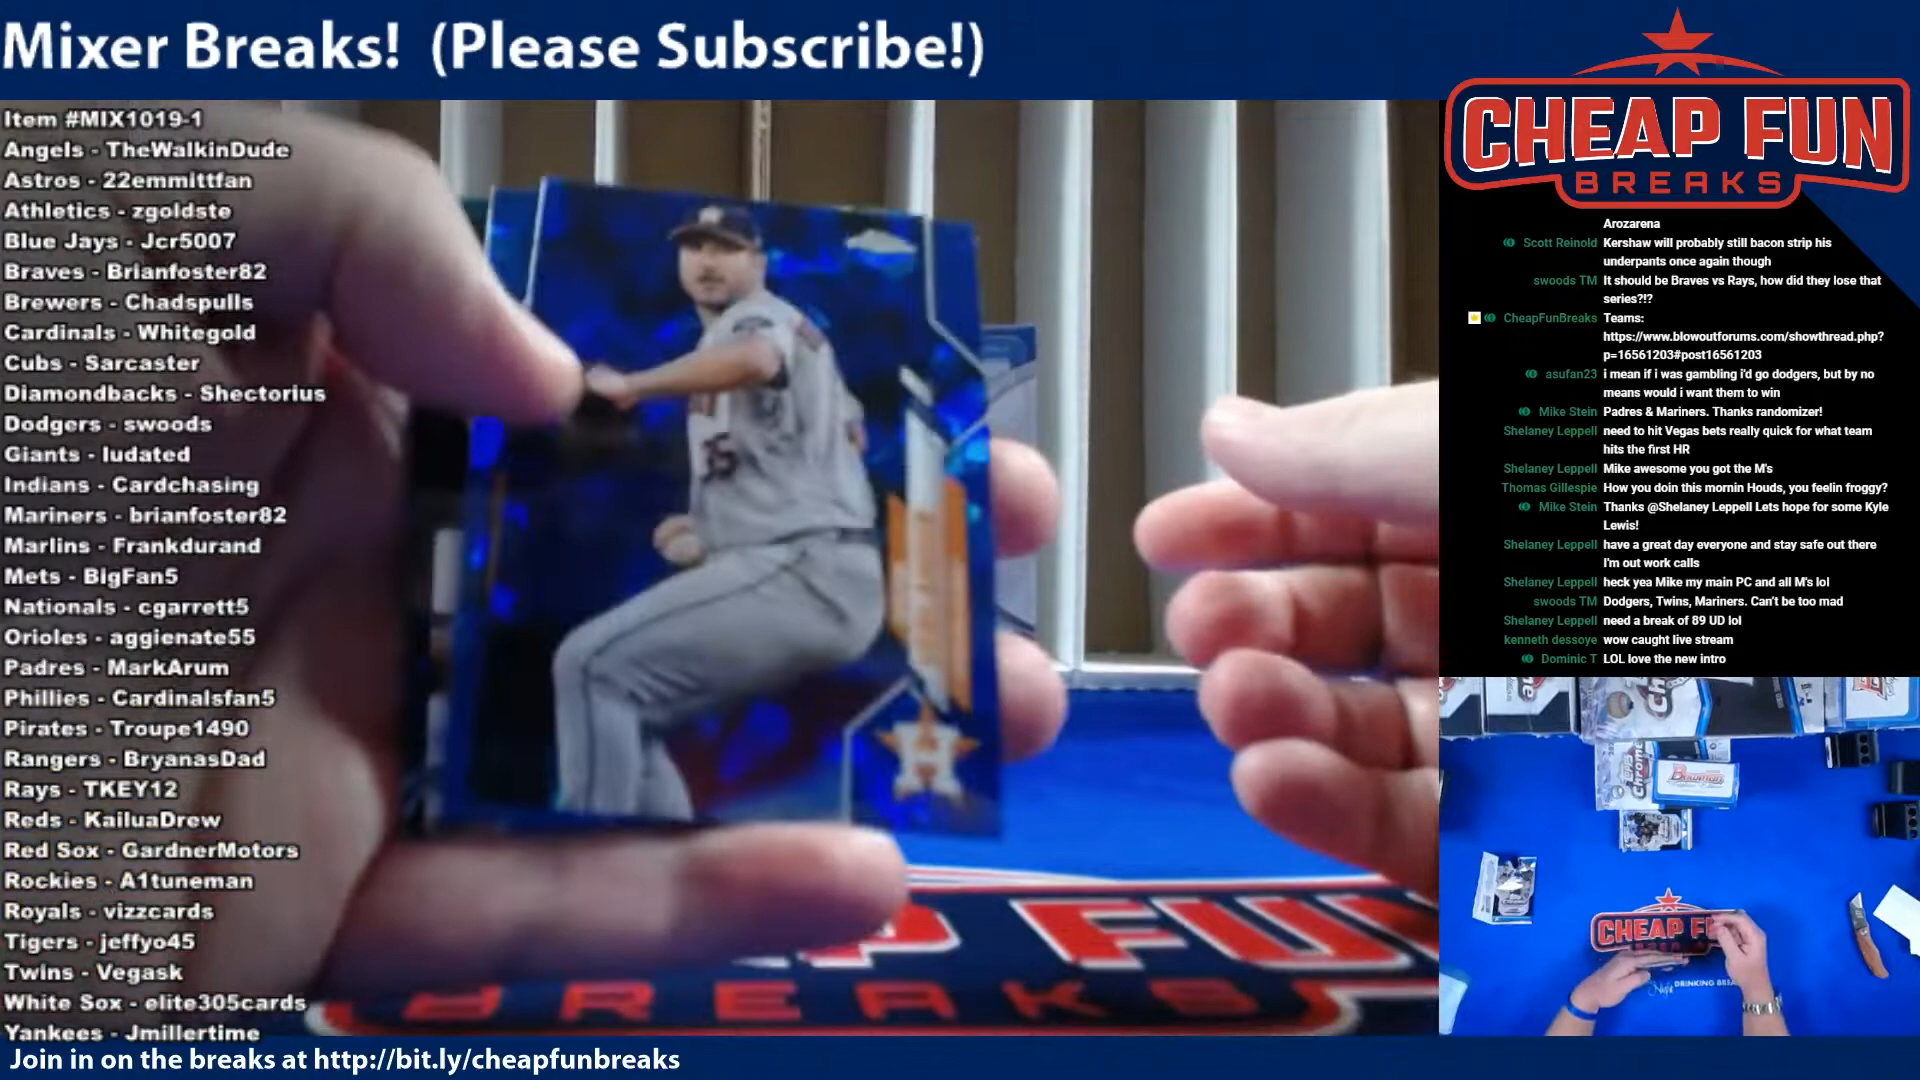 Mixer Breaks! (Please Subscribe!)
CHEAP FUN
BREAKS
Item #MIX1019-1
Angels - TheWalkinDude
Astros - 22emmittfan
Athletics - zgoldste
Blue Jays - Jcr5007
Braves - Brianfoster82
Brewers - Chadspulls
Cardinals - Whitegold
Cubs - Sarcaster
Diamondbacks - Shectorius
Dodgers - swoods
Giants - ludated
Indians - Cardchasing
Mariners - brianfoster82
Marlins - Frankdurand
Mets - BigFan5
Nationals - cgarrett5
Orioles - aggienate55
Padres - MarkArum
Phillies - Cardinalsfan5
Pirates - Troupe1490
Rangers - BryanasDad
Rays - TKEY12
Reds - KailuaDrew
Red Sox - GardnerMotors
Rockies - A1tuneman
Royals - vizzcards
Tigers - jeffyo45
Twins - Vegask
White Sox - elite305cards
Yankees - Jmillertime
35
H
AP FUN
BREAKS
Arozarena
Scott Reinold Kershaw will probably still bacon strip his
underpants once again though
swoods TM It should be Braves vs Rays, how did they lose that
series?!?
CheapFunBreaks Teams:
https://www.blowoutforums.com/showthread.php?
p=16561203#post16561203
asufan23 i mean if i was gambling i'd go dodgers, but by no
means would i want them to win
Mike Stein Padres & Mariners. Thanks randomizer!
Shelaney Leppell need to hit Vegas bets really quick for what team
hits the first HR
Shelaney Leppell Mike awesome you got the M's
Thomas Gillespie How you doin this mornin Houds, you feelin froggy?
Mike Stein Thanks @Shelaney Leppell Lets hope for some Kyle
Lewis!
Shelaney Leppell have a great day everyone and stay safe out there
I'm out work calls
Shelaney Leppell heck yea Mike my main PC and all M's lol
swoods TM Dodgers, Twins, Mariners. Can't be too mad
Shelaney Leppell need a break of 89 UD lol
kenneth dessoye wow caught live stream
Dominic T LOL love the new intro
Bowman
CHEAP F
DRINKING BREA
Join in on the breaks at http://bit.ly/cheapfunbreaks